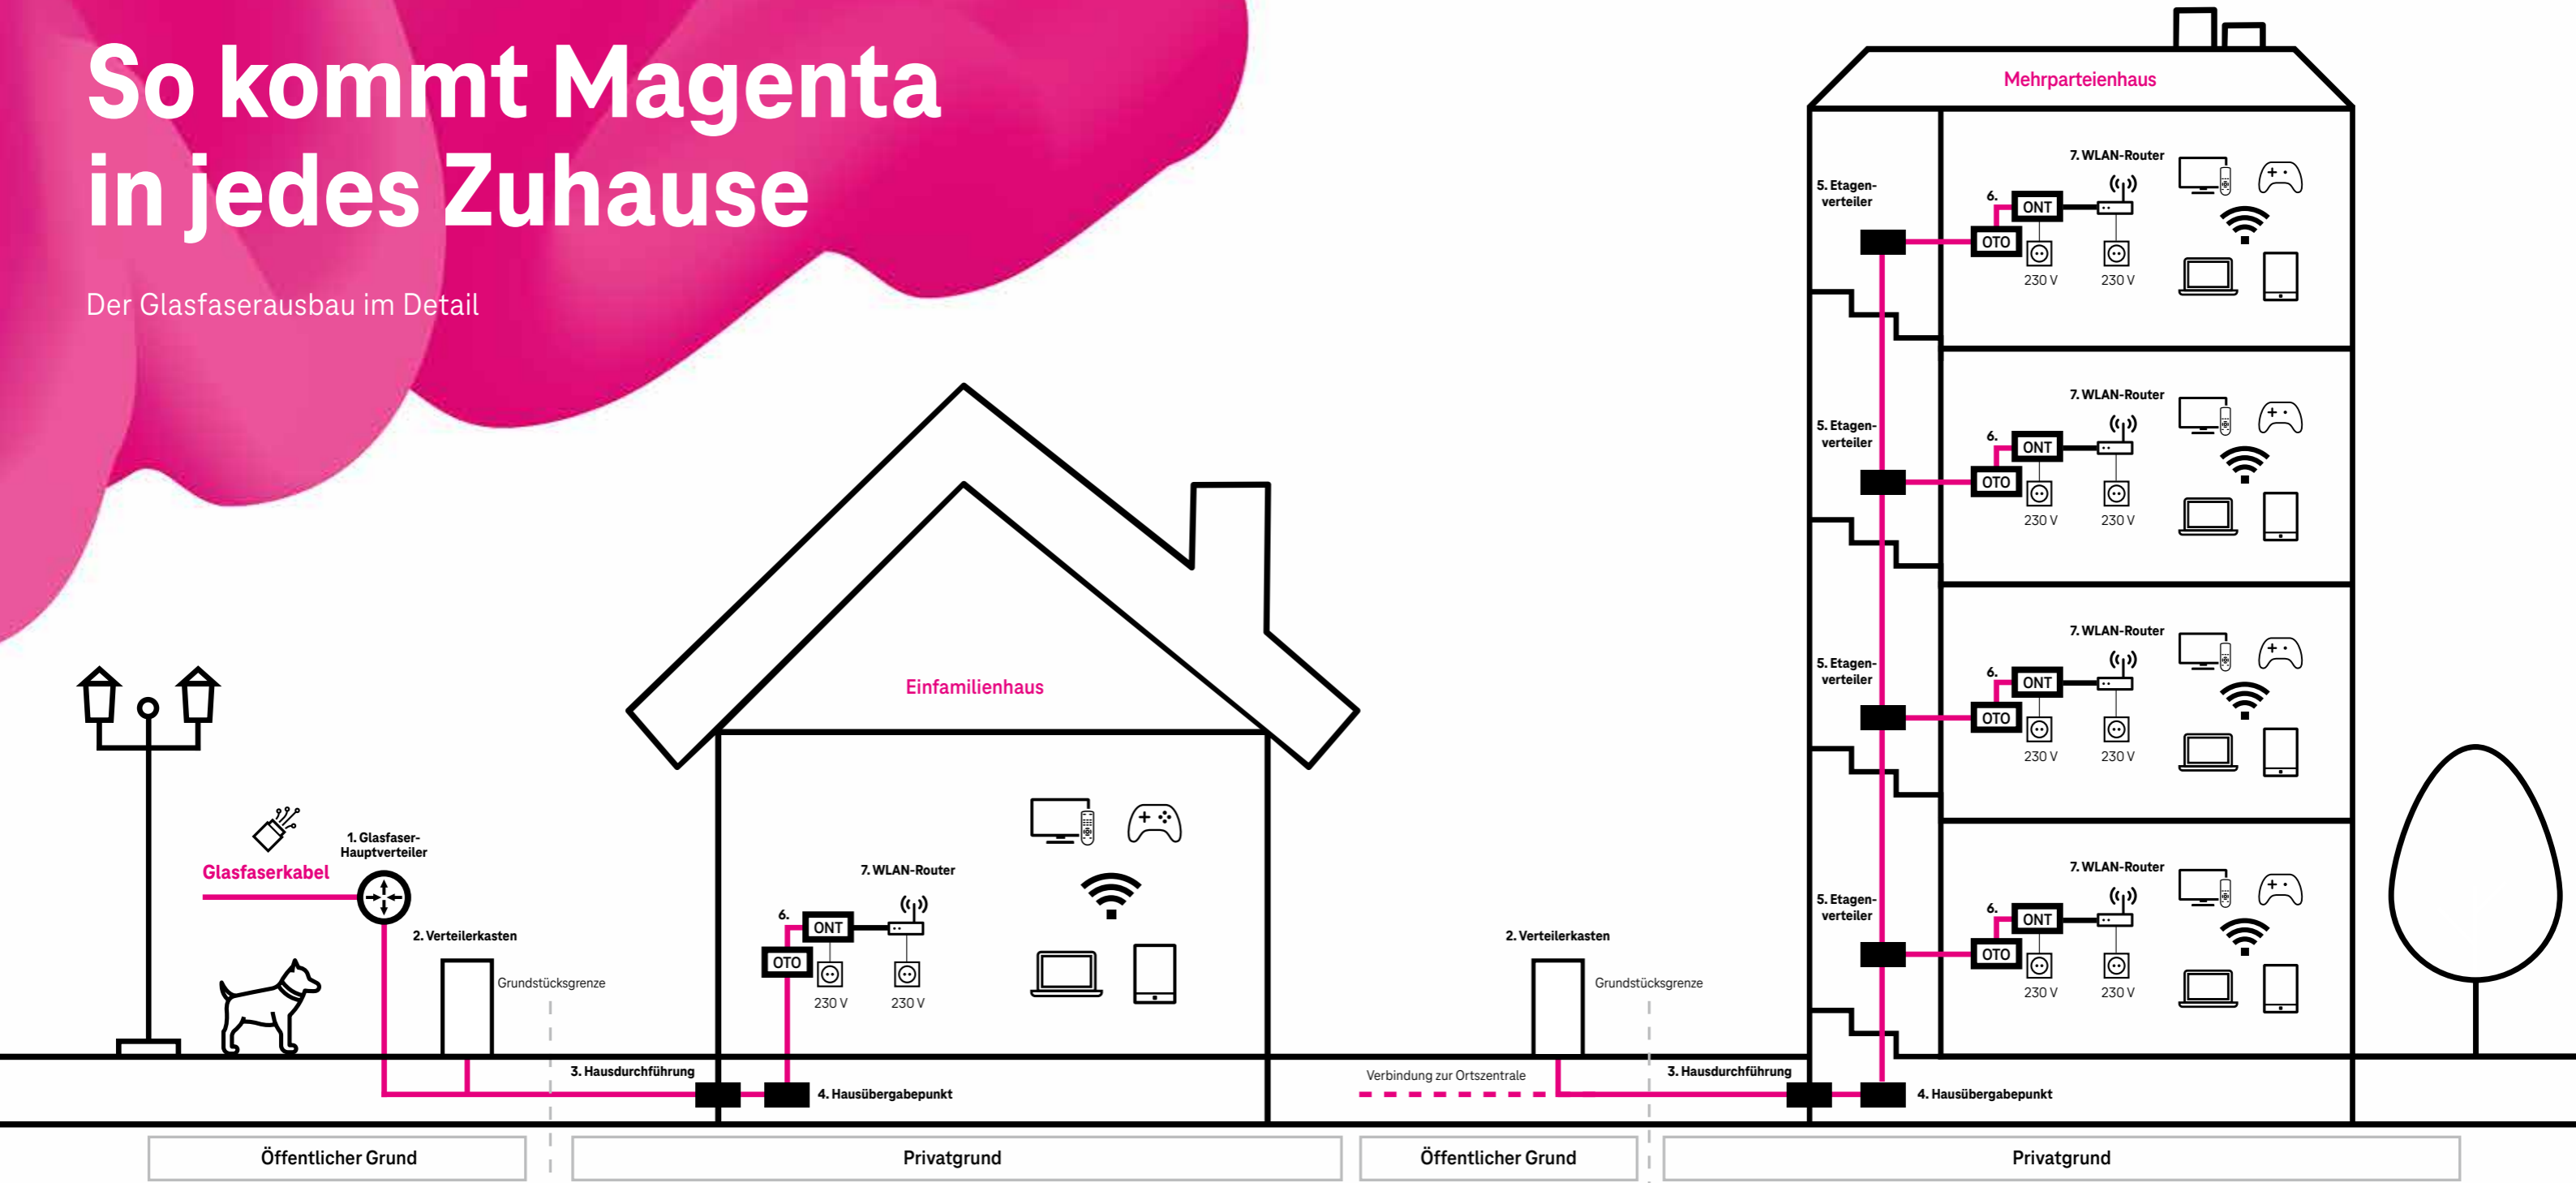 So kommt Magenta
in jedes Zuhause
Der Glasfaserausbau im Detail
Glasfaserkabel
1. Glasfaser-
Hauptverteiler
2. Verteilerkasten
Grundstücksgrenze
3. Hausdurchführung
4. Hausübergabepunkt
Einfamilienhaus
7. WLAN-Router
6.
ONT
OTO
230 V
230 V
Verbindung zur Ortszentrale
2. Verteilerkasten
Grundstücksgrenze
3. Hausdurchführung
4. Hausübergabepunkt
Mehrparteienhaus
5. Etagen-
verteiler
7. WLAN-Router
6.
ONT
OTO
230 V
230 V
5. Etagen-
verteiler
7. WLAN-Router
6.
ONT
OTO
230 V
230 V
5. Etagen-
verteiler
7. WLAN-Router
6.
ONT
OTO
230 V
230 V
5. Etagen-
verteiler
7. WLAN-Router
6.
ONT
OTO
230 V
230 V
Öffentlicher Grund
Privatgrund
Öffentlicher Grund
Privatgrund